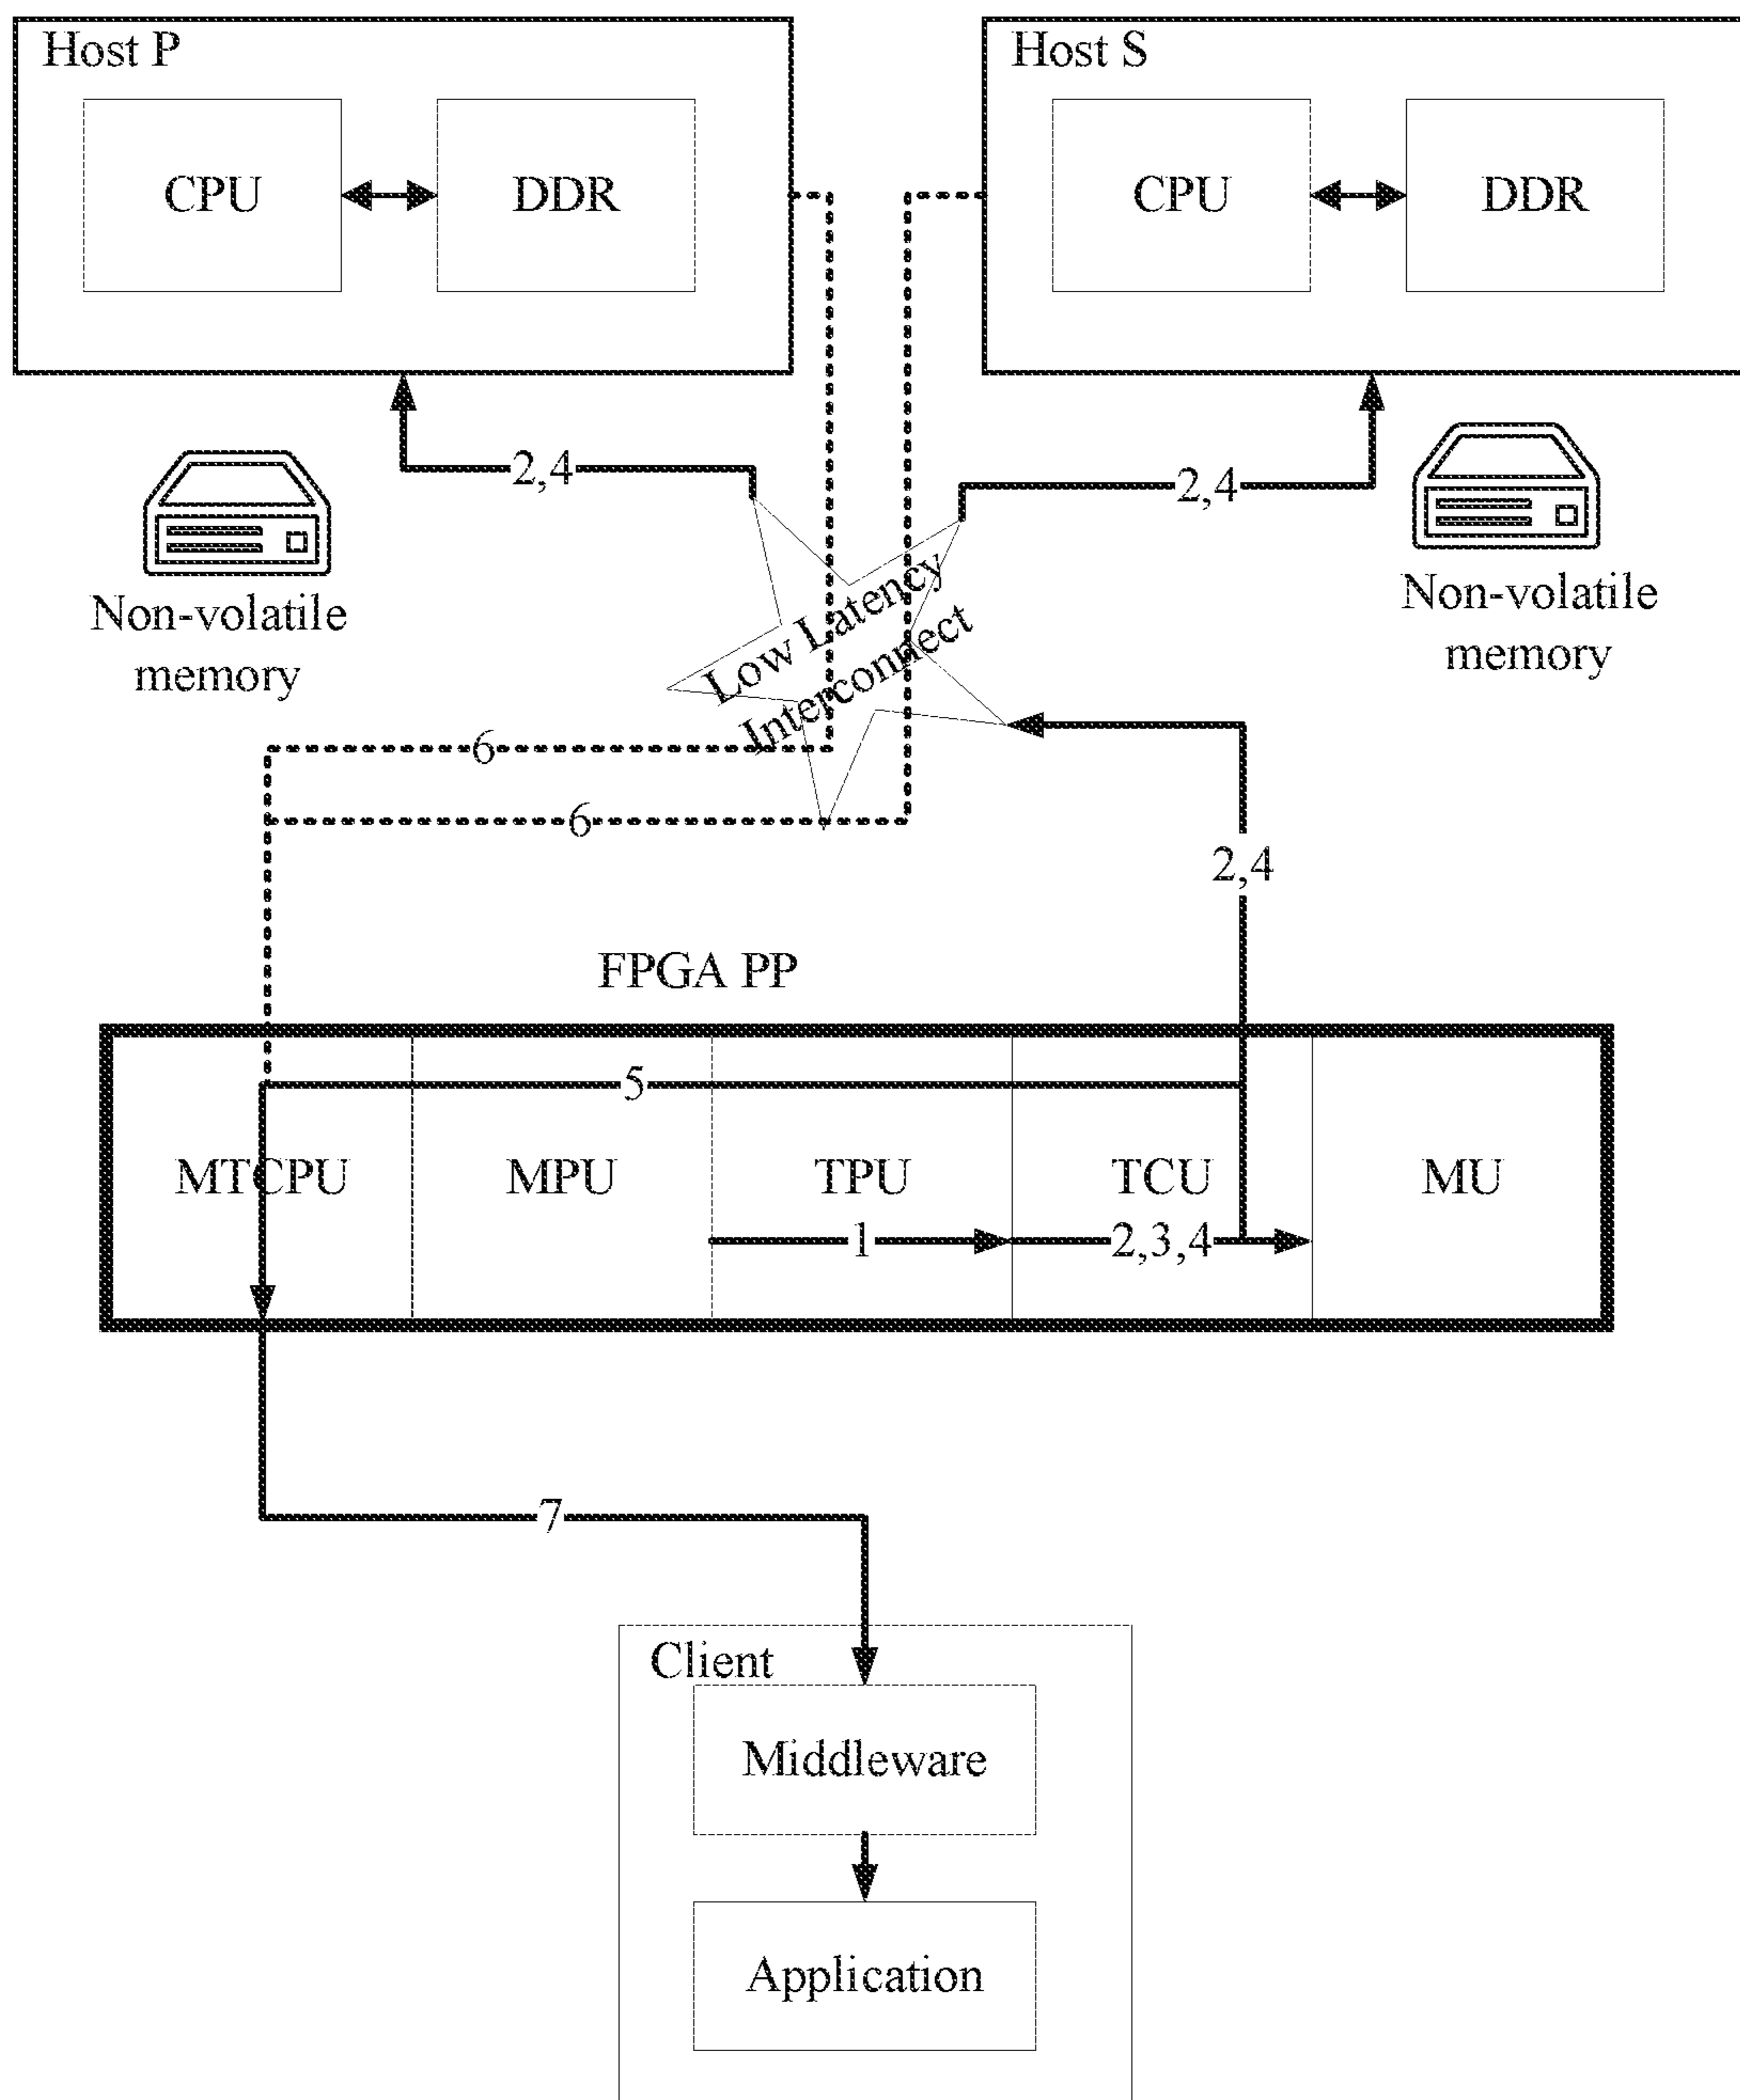 Host P
Host S
CPU
DDR
CPU
DDR
2,4
2,4
Non-volatile
memory
Non-volatile
memory
Low Latency
Interconnect
6
6
2,4
FPGA PP
5
MTCPU
MPU
TPU
TCU
MU
1
2,3,4
7
Client
Middleware
Application